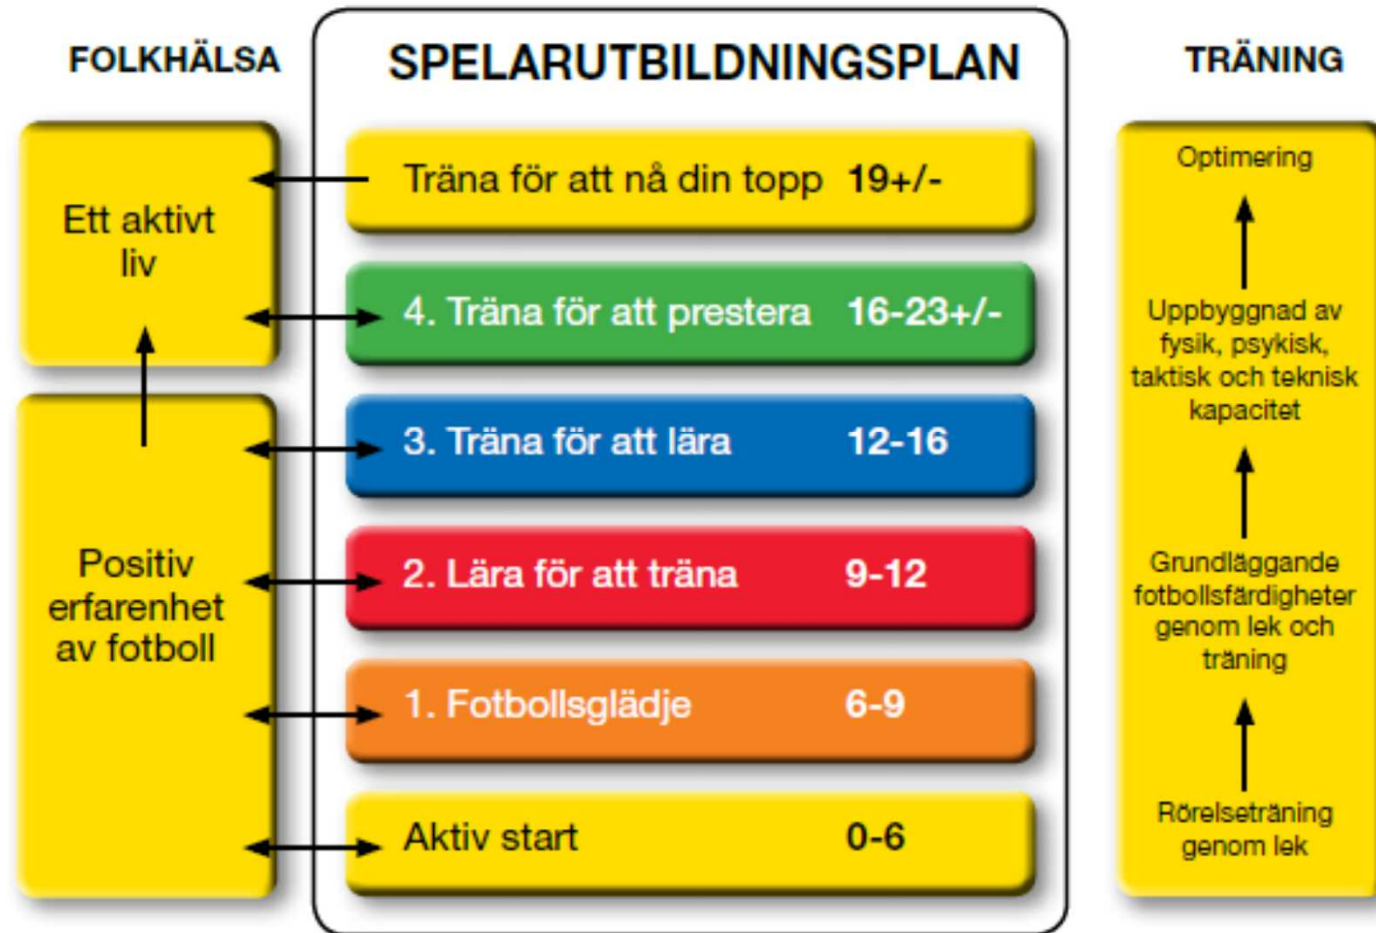 FOLKHÄLSA
Ett aktivt
liv
Positiv
erfarenhet
av fotboll
SPELARUTBILDNINGSPLAN
Träna för att nå din topp 19+/-
4. Träna för att prestera 16-23+/-
3. Träna för att lära 12-16
2. Lära för att träna 9-12
1. Fotbollsglädje 6-9
Aktiv start 0-6
TRÄNING
Optimering
Uppbyggnad av
fysik, psykisk,
taktisk och teknisk
kapacitet
Grundläggande
fotbollsfärdigheter
genom lek och
träning
Rörelseträning
genom lek